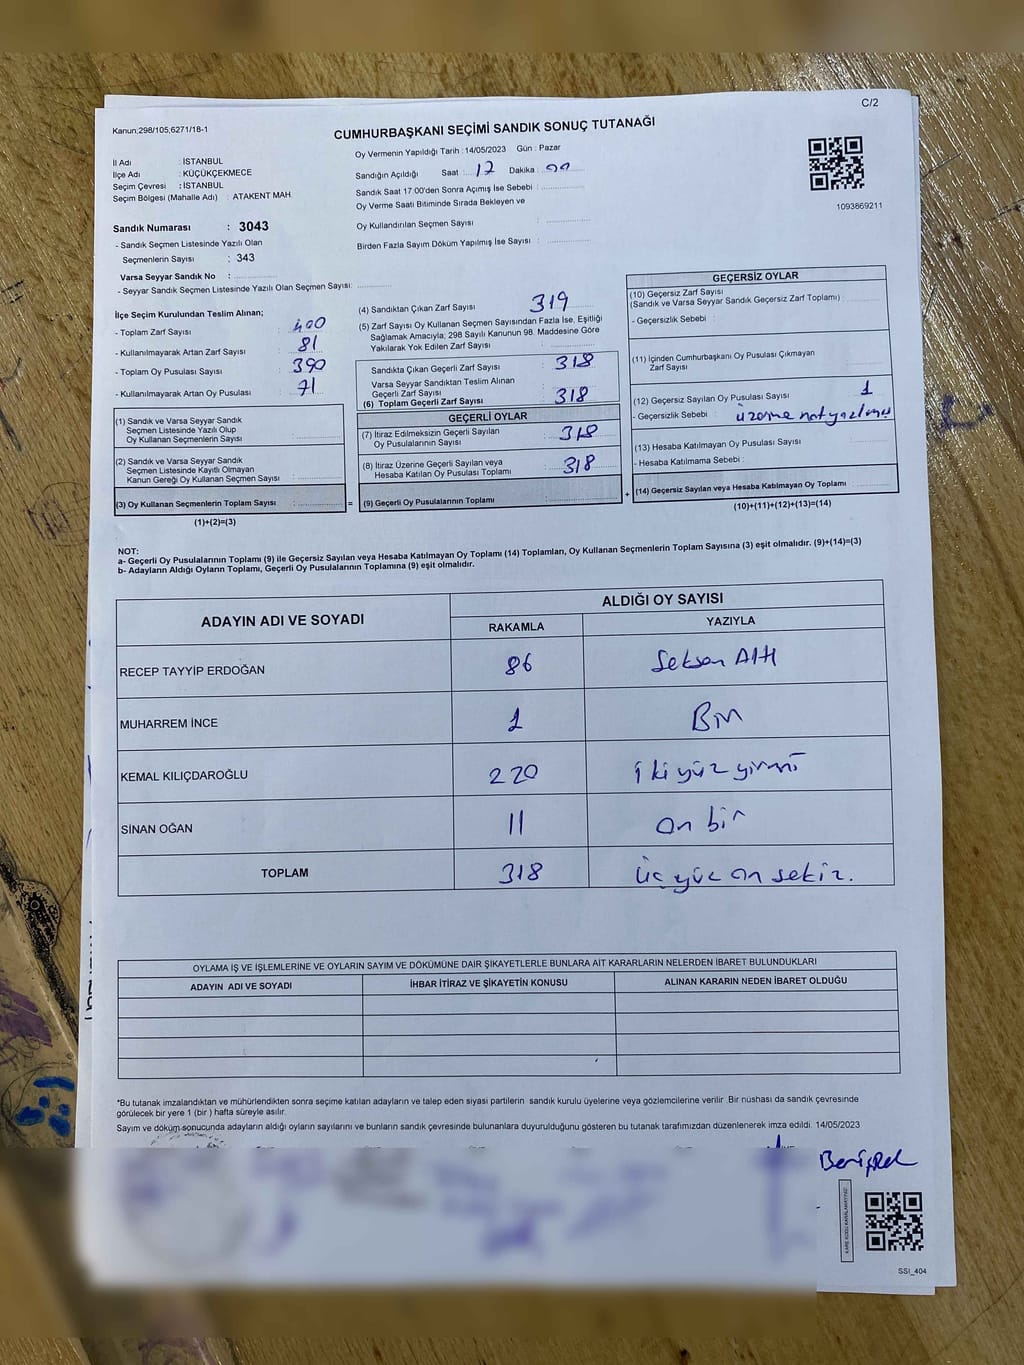 C/2
Kanun;298/105,6271/18-1
CUMHURBAŞKANI SEÇİMİ SANDIK SONUÇ TUTANAĞI
İl Adı : İSTANBUL
İlçe Adı : KÜÇÜKÇEKMECE
Seçim Çevresi : İSTANBUL
Seçim Bölgesi (Mahalle Adı) : ATAKENT MAH.
Oy Vermenin Yapıldığı Tarih : 14/05/2023 Gün : Pazar
Sandığın Açıldığı Saat : 17 Dakika :
Sandık Saat 17:00'den Sonra Açımış İse Sebebi :
Oy Verme Saati Bitiminde Sırada Bekleyen ve
Oy Kullandırılan Seçmen Sayısı :
Birden Fazla Sayım Döküm Yapılmış İse Sayısı :
1093869211
Sandık Numarası : 3043
- Sandık Seçmen Listesinde Yazılı Olan
Seçmenlerin Sayısı : 343
Varsa Seyyar Sandık No :
- Seyyar Sandık Seçmen Listesinde Yazılı Olan Seçmen Sayısı:
İlçe Seçim Kurulundan Teslim Alınan;
- Toplam Zarf Sayısı : 400
- Kullanılmayarak Artan Zarf Sayısı : 81
- Toplam Oy Pusulası Sayısı : 390
- Kullanılmayarak Artan Oy Pusulası : 71
(1) Sandık ve Varsa Seyyar Sandık
Seçmen Listesinde Yazılı Olup
Oy Kullanan Seçmenlerin Sayısı :
(2) Sandık ve Varsa Seyyar Sandık
Seçmen Listesinde Kayıtlı Olmayan
Kanun Gereği Oy Kullanan Seçmen Sayısı :
(3) Oy Kullanan Seçmenlerin Toplam Sayısı : =
(1)+(2)=(3)
(4) Sandıktan Çıkan Zarf Sayısı : 319
(5) Zarf Sayısı Oy Kullanan Seçmen Sayısından Fazla İse, Eşitliği
Sağlamak Amacıyla; 298 Sayılı Kanunun 98. Maddesine Göre
Yakılarak Yok Edilen Zarf Sayısı :
Sandıkta Çıkan Geçerli Zarf Sayısı : 318
Varsa Seyyar Sandıktan Teslim Alınan
Geçerli Zarf Sayısı :
(6) Toplam Geçerli Zarf Sayısı : 318
GEÇERLİ OYLAR
(7) İtiraz Edilmeksizin Geçerli Sayılan
Oy Pusulalarının Sayısı : 318
(8) İtiraz Üzerine Geçerli Sayılan veya
Hesaba Katılan Oy Pusulası Toplamı : 318
(9) Geçerli Oy Pusulalarının Toplamı : +
GEÇERSİZ OYLAR
(10) Geçersiz Zarf Sayısı
(Sandık ve Varsa Seyyar Sandık Geçersiz Zarf Toplamı) :
- Geçersizlik Sebebi :
(11) İçinden Cumhurbaşkanı Oy Pusulası Çıkmayan
Zarf Sayısı :
(12) Geçersiz Sayılan Oy Pusulası Sayısı : 1
- Geçersizlik Sebebi : üzerine not yazılmış
(13) Hesaba Katılmayan Oy Pusulası Sayısı :
- Hesaba Katılmama Sebebi :
(14) Geçersiz Sayılan veya Hesaba Katılmayan Oy Toplamı :
(10)+(11)+(12)+(13)=(14)
NOT:
a- Geçerli Oy Pusulalarının Toplamı (9) ile Geçersiz Sayılan veya Hesaba Katılmayan Oy Toplamı (14) Toplamları, Oy Kullanan Seçmenlerin Toplam Sayısına (3) eşit olmalıdır. (9)+(14)=(3)
b- Adayların Aldığı Oyların Toplamı, Geçerli Oy Pusulalarının Toplamına (9) eşit olmalıdır.
ADAYIN ADI VE SOYADI ALDIĞI OY SAYISI
RAKAMLA YAZIYLA
RECEP TAYYİP ERDOĞAN 86 Seksen Altı
MUHARREM İNCE 1 Bir
KEMAL KILIÇDAROĞLU 220 iki yüz yirmi
SİNAN OĞAN 11 on bir
TOPLAM 318 üç yüz on sekiz.
OYLAMA İŞ VE İŞLEMLERİNE VE OYLARIN SAYIM VE DÖKÜMÜNE DAİR ŞİKAYETLERLE BUNLARA AİT KARARLARIN NELERDEN İBARET BULUNDUKLARI
ADAYIN ADI VE SOYADI İHBAR İTİRAZ VE ŞİKAYETİN KONUSU ALINAN KARARIN NEDEN İBARET OLDUĞU
*Bu tutanak imzalandıktan ve mühürlendikten sonra seçime katılan adayların ve talep eden siyasi partilerin sandık kurulu üyelerine veya gözlemcilerine verilir. Bir nüshası da sandık çevresinde
görülecek bir yere 1 (bir ) hafta süreyle asılır.
Sayım ve döküm sonucunda adayların aldığı oyların sayılarını ve bunların sandık çevresinde bulunanlara duyurulduğunu gösteren bu tutanak tarafımızdan düzenlenerek imza edildi. 14/05/2023
SSI_404